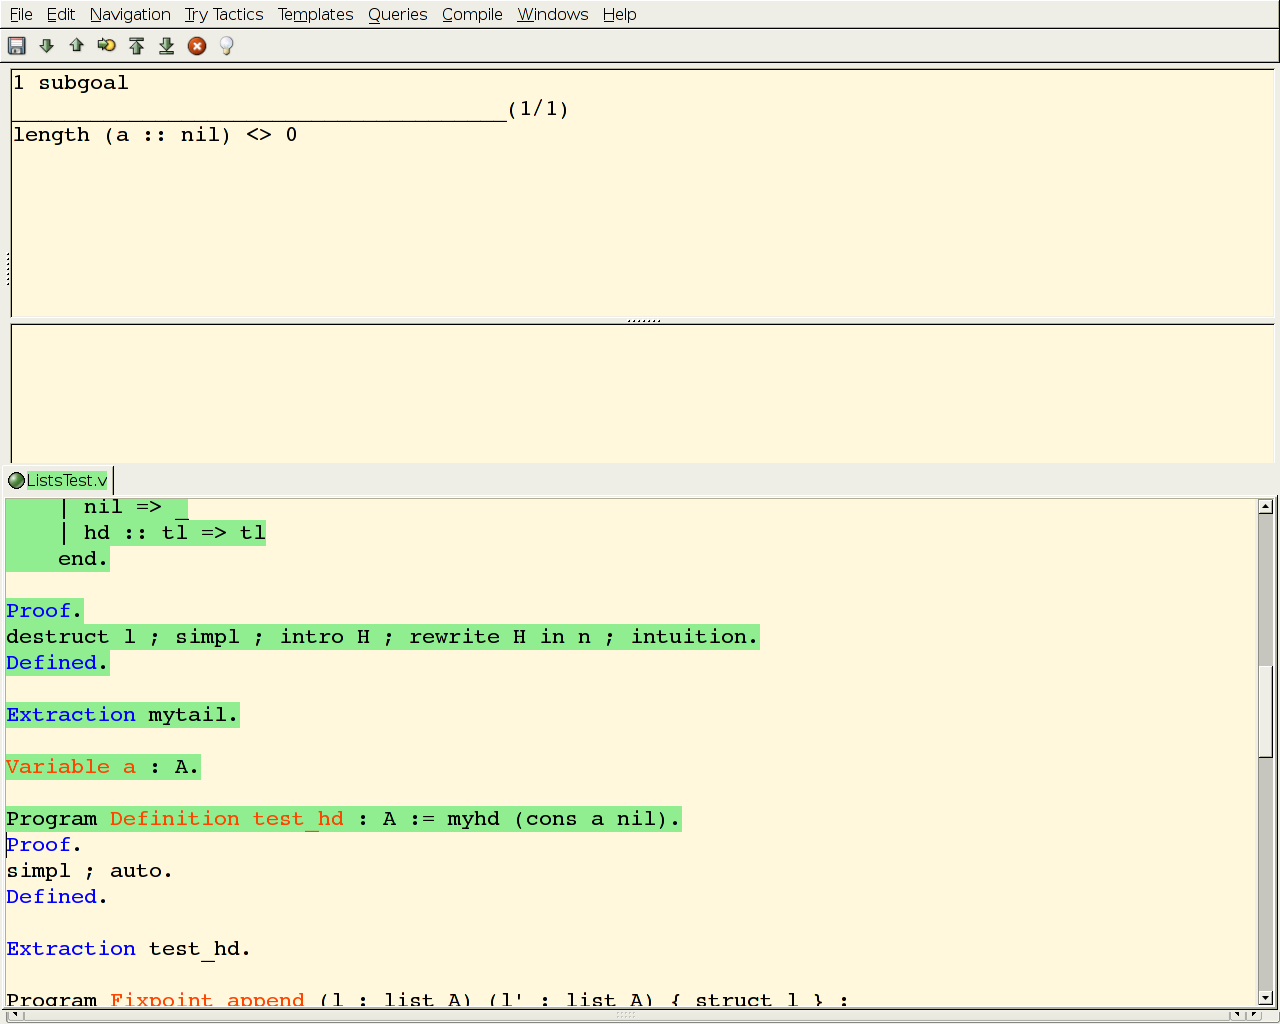 File Edit Navigation Try Tactics Templates Queries Compile Windows Help
1 subgoal
______________________________________(1/1)
length (a :: nil) <> 0
ListsTest.v
    | nil => _
    | hd :: tl => tl
    end.
Proof.
destruct l ; simpl ; intro H ; rewrite H in n ; intuition.
Defined.
Extraction mytail.
Variable a : A.
Program Definition test_hd : A := myhd (cons a nil).
Proof.
simpl ; auto.
Defined.
Extraction test_hd.
Program Fixpoint append (l : list A) (l' : list A) { struct l } :